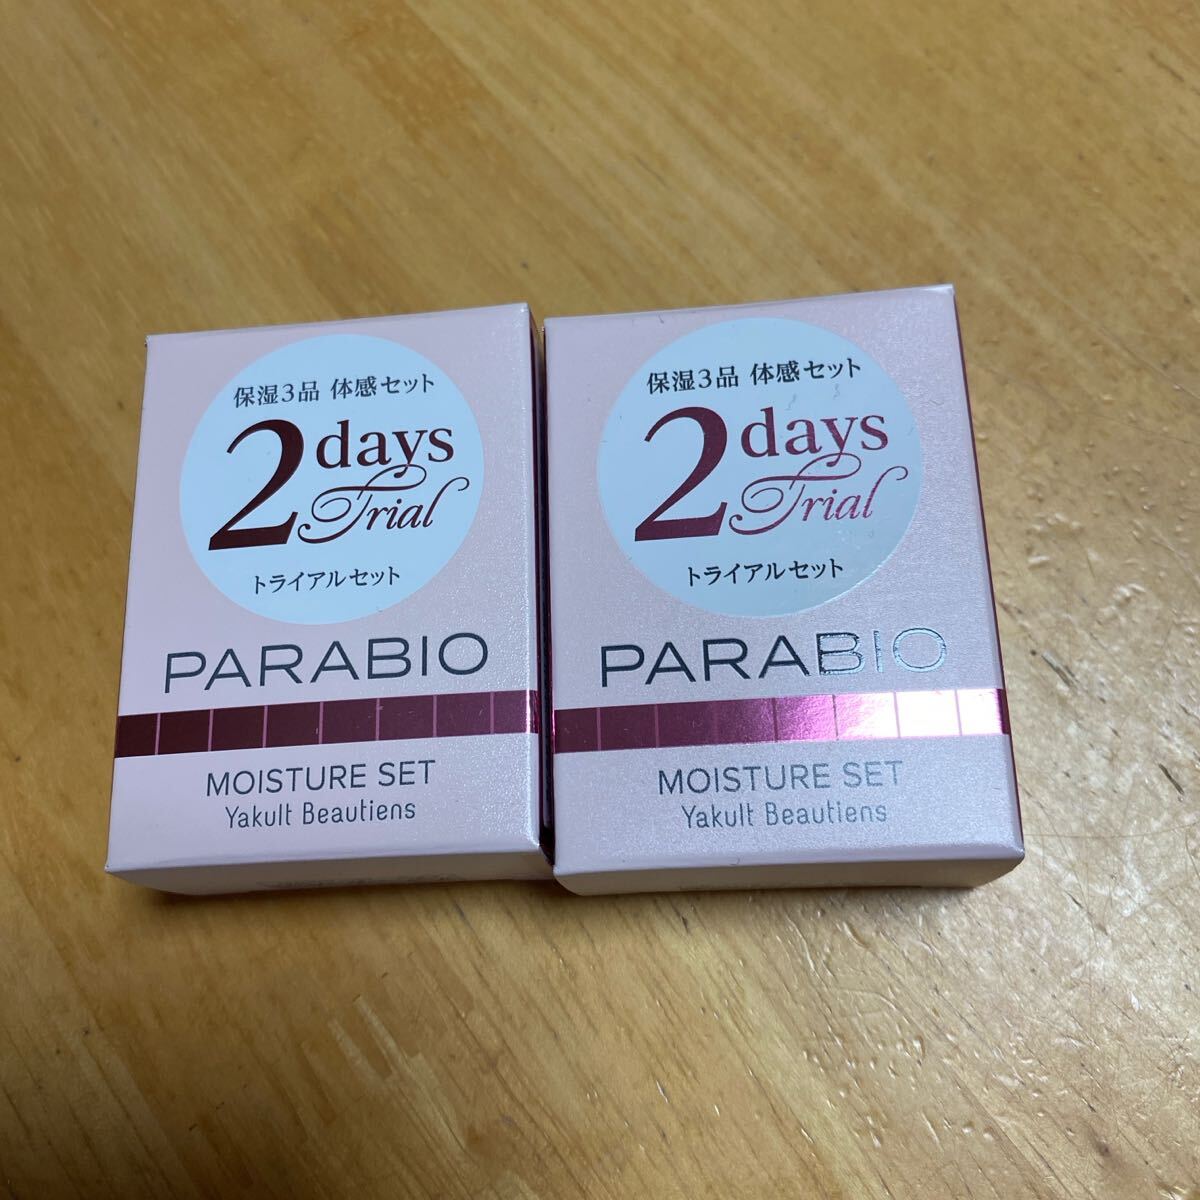 保湿3品 体感セット
2 days
Trial
トライアルセット
PARABIO
MOISTURE SET
Yakult Beautiens
保湿3品 体感セット
2 days
Trial
トライアルセット
PARABIO
MOISTURE SET
Yakult Beautiens